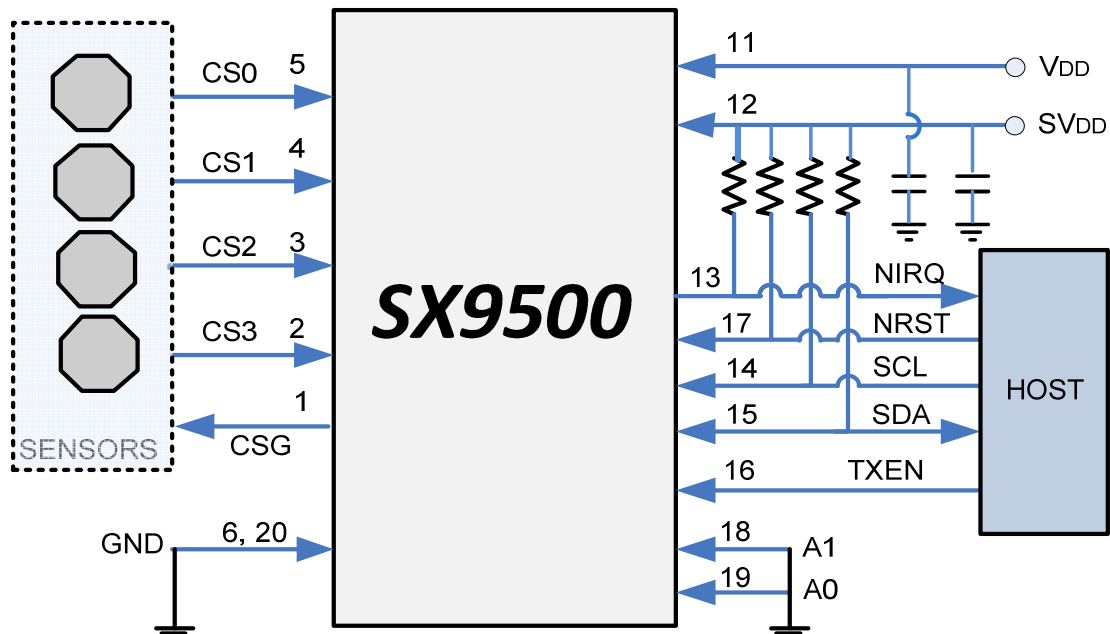 CS0 5
CS1 4
CS2 3
CS3 2
1
CSG
SENSORS
GND 6, 20
SX9500
11 VDD
12 SVDD
13 NIRQ
17 NRST
14 SCL
15 SDA
16 TXEN
HOST
18 A1
19 A0